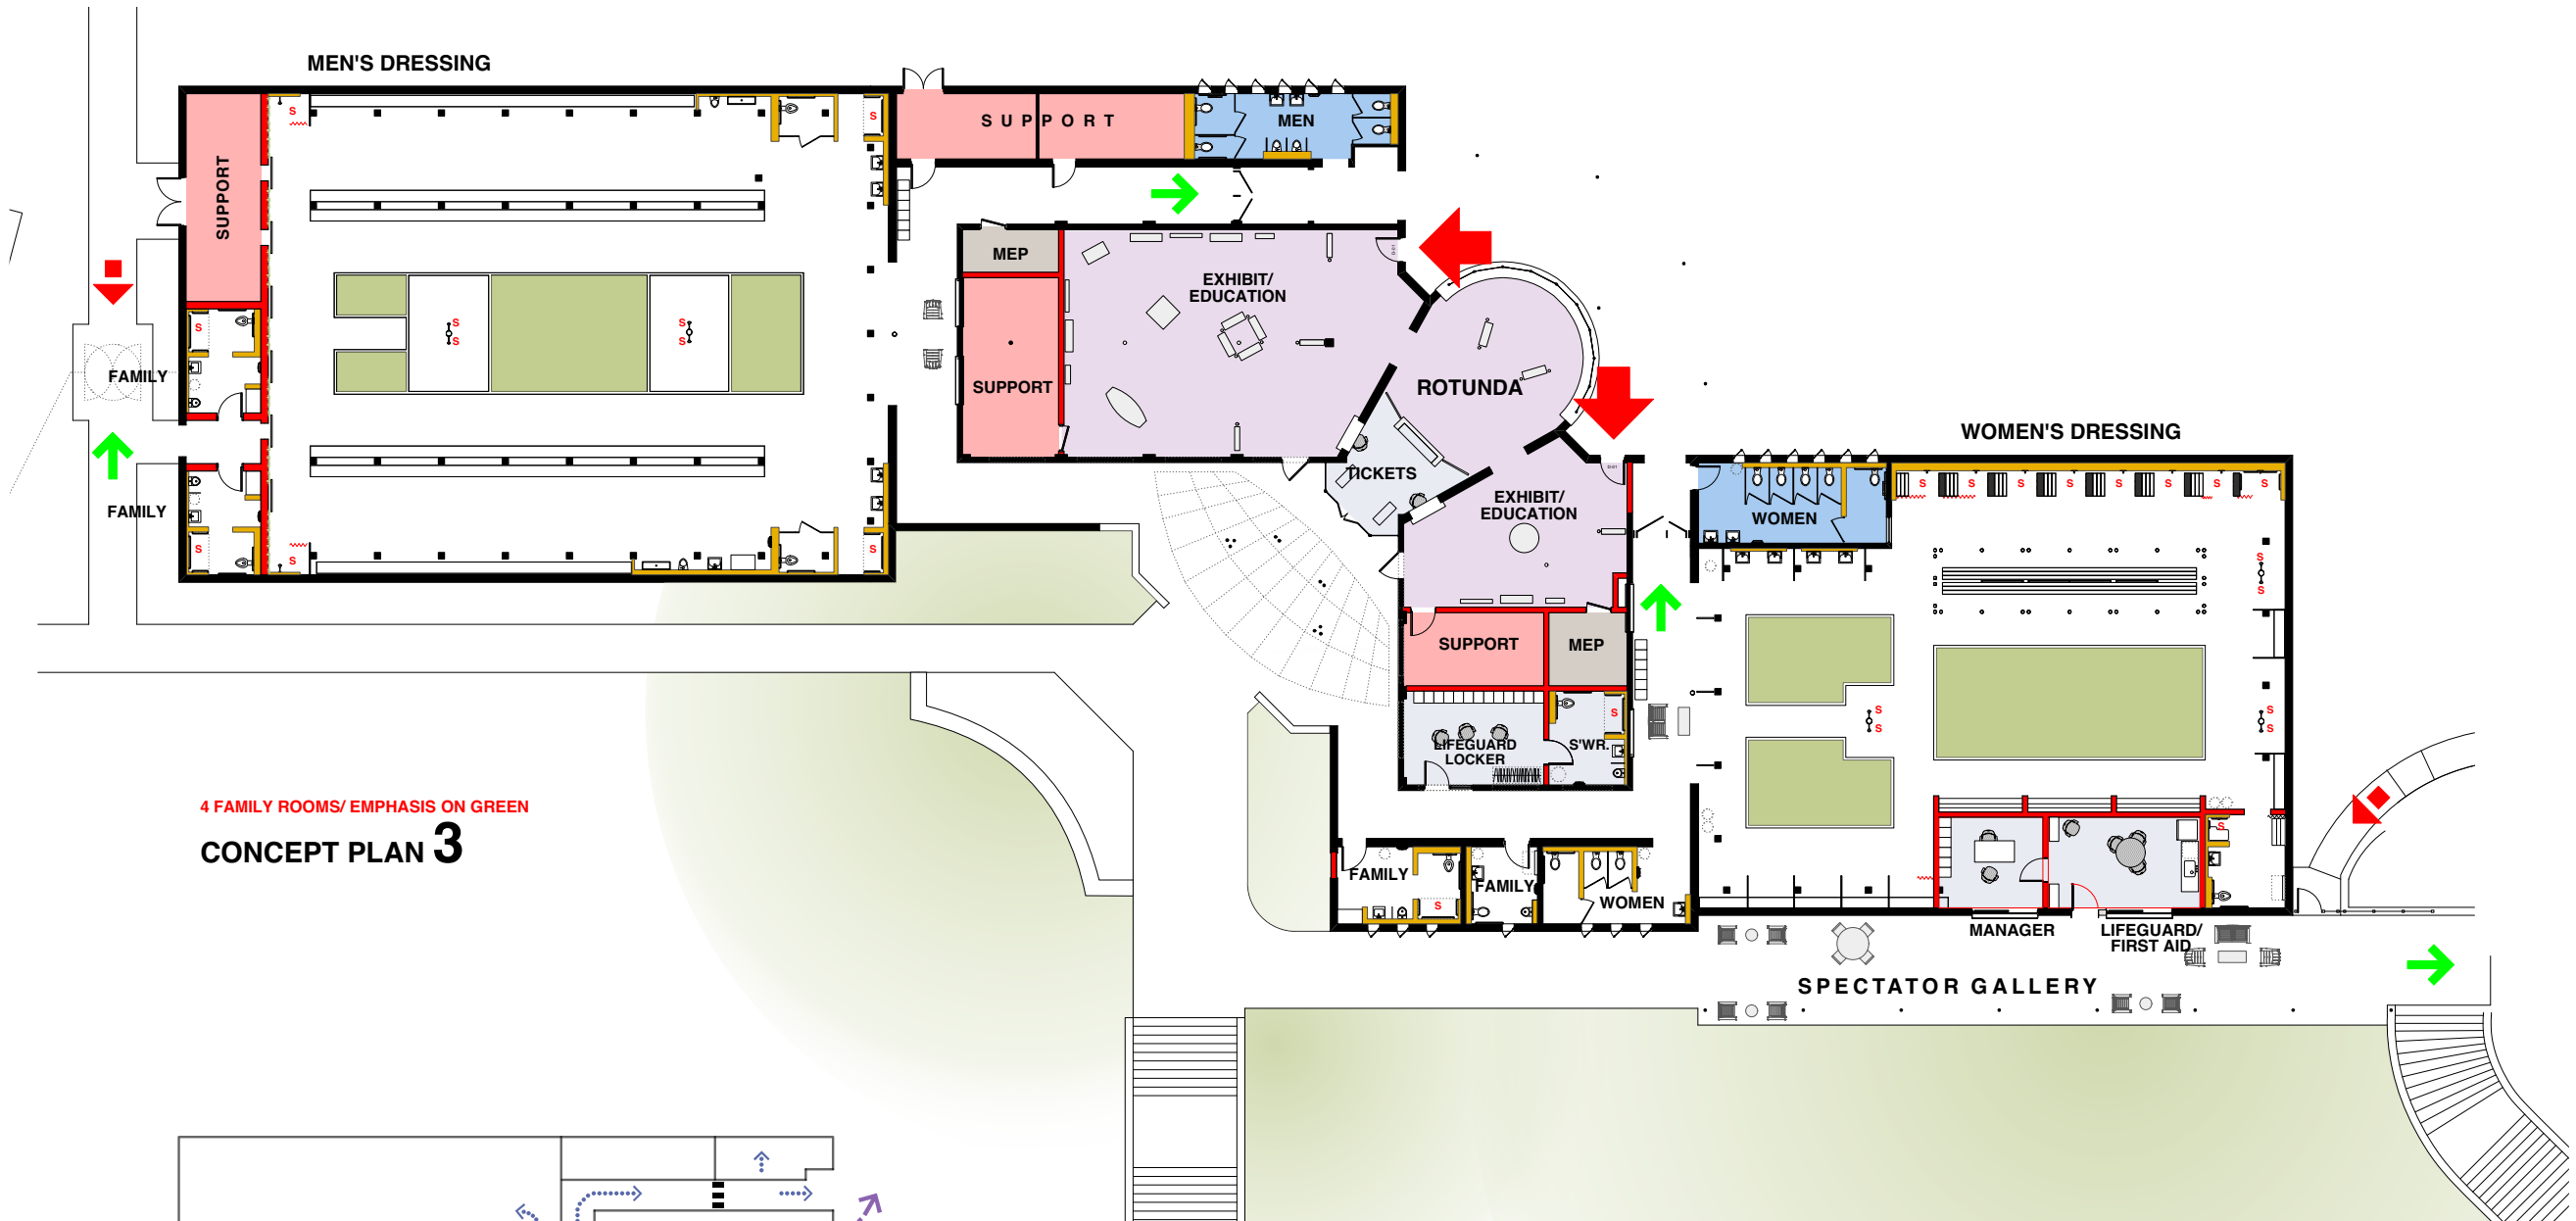 MEN'S DRESSING
SUPPORT
SUPPORT
MEN
S
S
MEP
EXHIBIT/
EDUCATION
S
S
S
S
SUPPORT
ROTUNDA
S
FAMILY
FAMILY
S
S
S
TICKETS
EXHIBIT/
EDUCATION
WOMEN'S DRESSING
WOMEN
S
S
S
S
S
S
S
S
S
S
SUPPORT
MEP
S
LIFEGUARD
LOCKER
S'WR.
S
S
S
S
4 FAMILY ROOMS/ EMPHASIS ON GREEN
CONCEPT PLAN 3
FAMILY
S
FAMILY
WOMEN
S
MANAGER
LIFEGUARD/
FIRST AID
SPECTATOR GALLERY